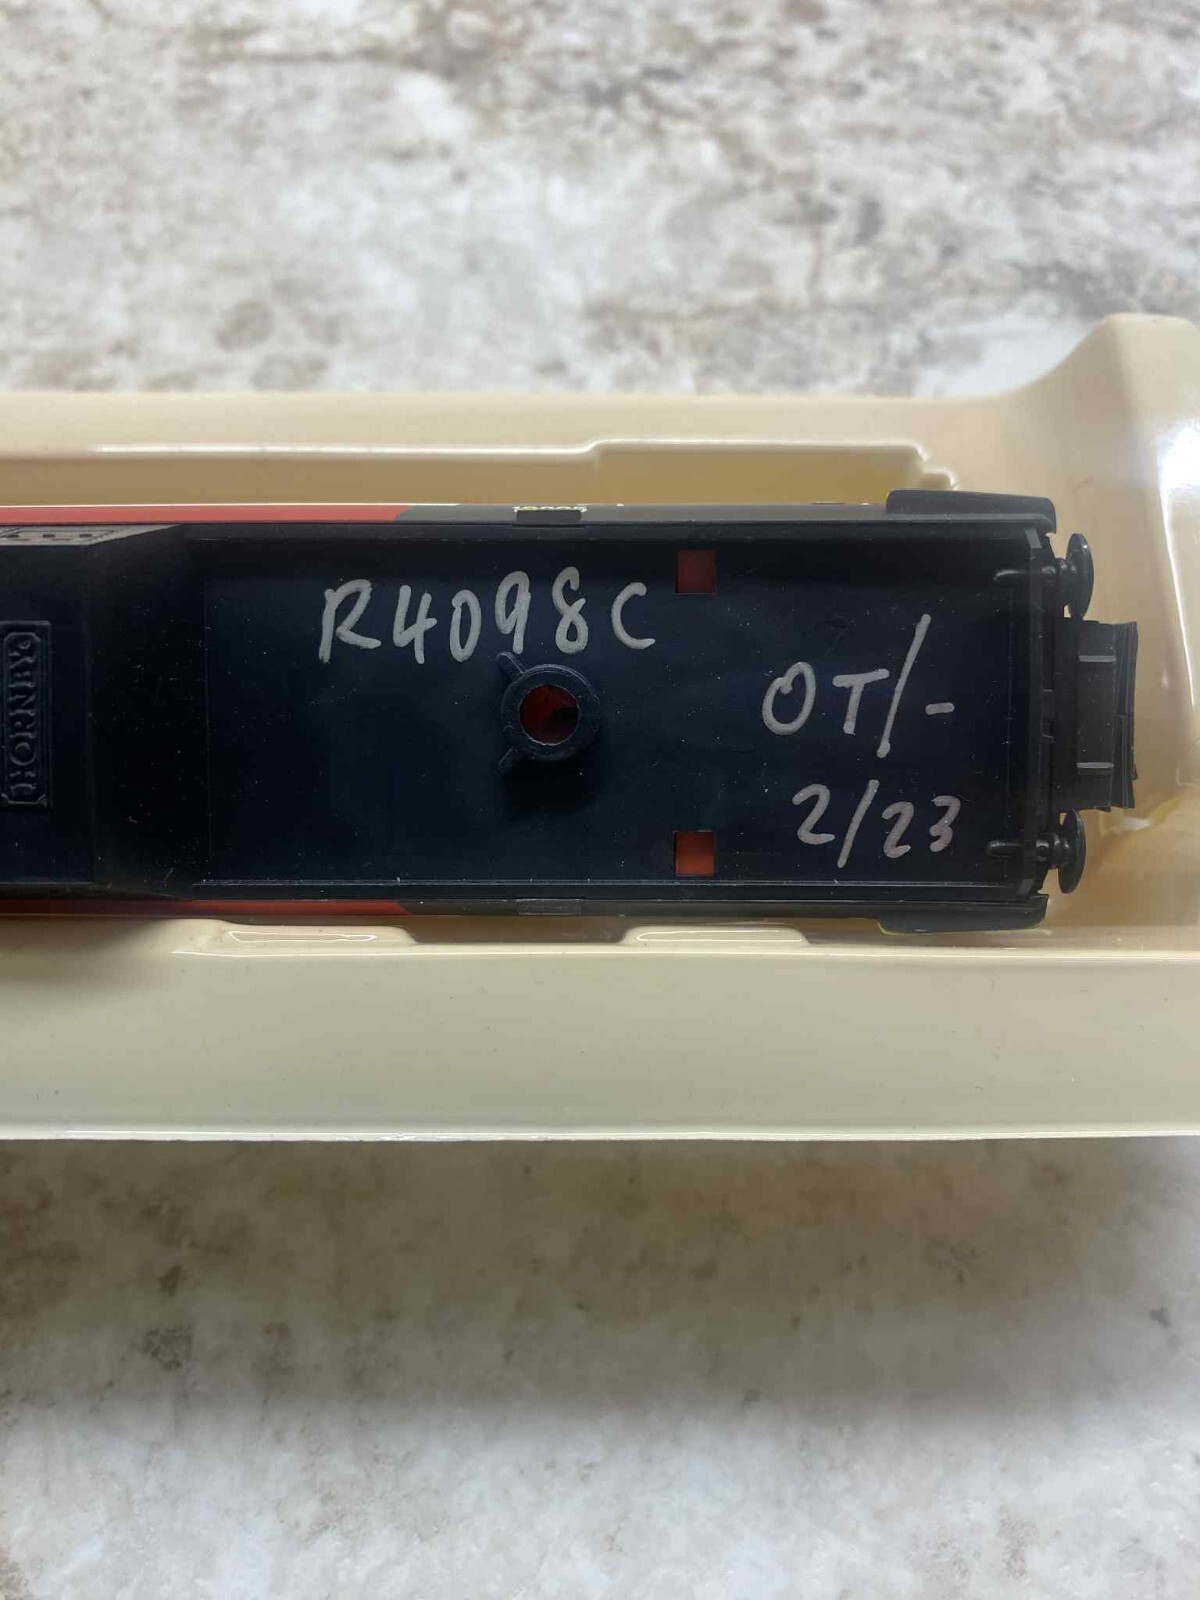 R4098C
OT/-
2/23
HORNBY